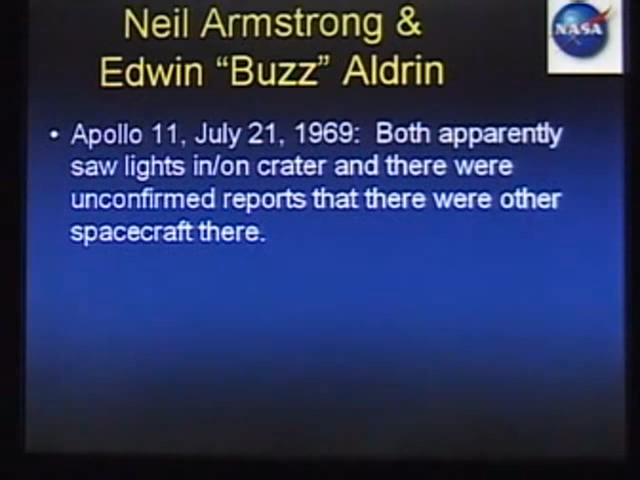 Neil Armstrong &
Edwin “Buzz” Aldrin
NASA
• Apollo 11, July 21, 1969: Both apparently
saw lights in/on crater and there were
unconfirmed reports that there were other
spacecraft there.